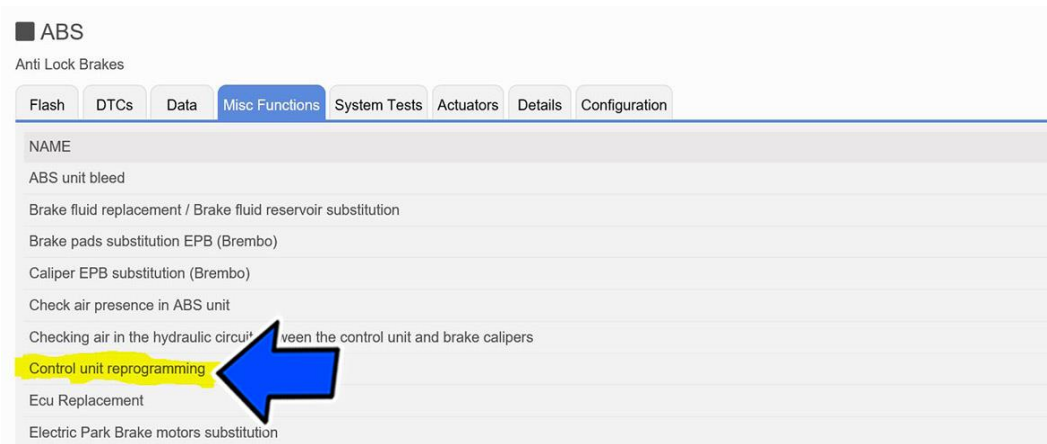 ABS
Anti Lock Brakes
Flash DTCs Data Misc Functions System Tests Actuators Details Configuration
NAME
ABS unit bleed
Brake fluid replacement / Brake fluid reservoir substitution
Brake pads substitution EPB (Brembo)
Caliper EPB substitution (Brembo)
Check air presence in ABS unit
Checking air in the hydraulic the control unit and brake calipers
Control unit reprogramming
Ecu Replacement
Electric Park Brake motors substitution